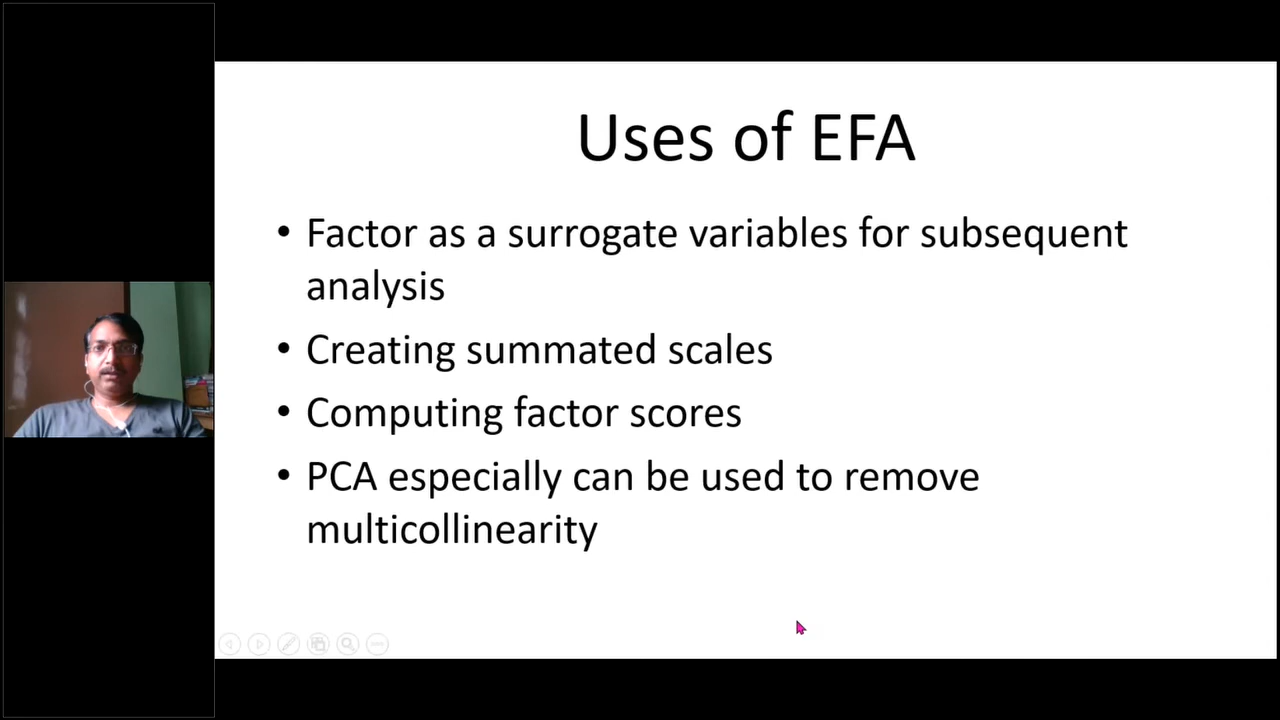 Uses of EFA
• Factor as a surrogate variables for subsequent
analysis
• Creating summated scales
• Computing factor scores
• PCA especially can be used to remove
multicollinearity